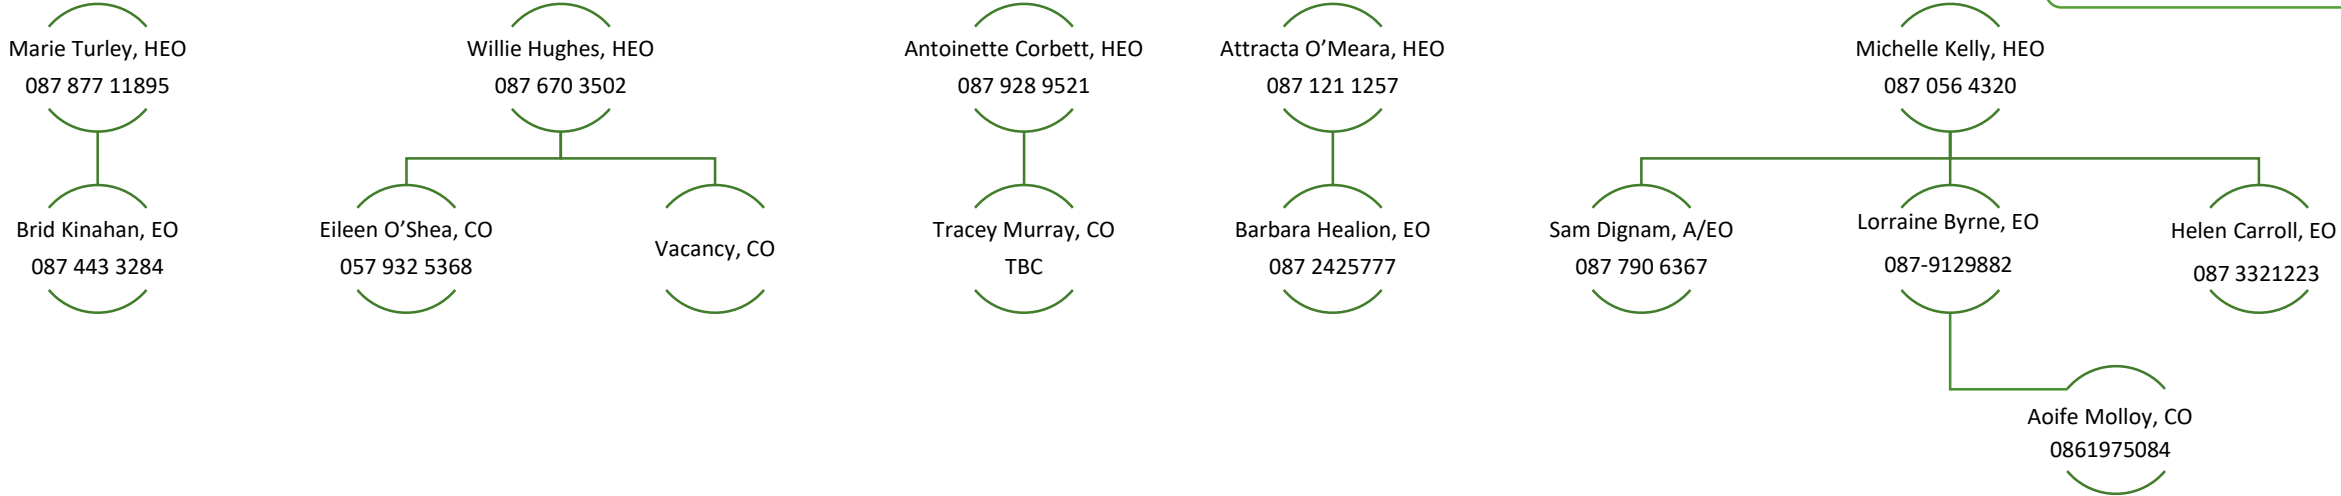 Marie Turley, HEO
087 877 11895
Willie Hughes, HEO
087 670 3502
Antoinette Corbett, HEO
087 928 9521
Attracta O’Meara, HEO
087 121 1257
Michelle Kelly, HEO
087 056 4320
Brid Kinahan, EO
087 443 3284
Eileen O’Shea, CO
057 932 5368
Vacancy, CO
Tracey Murray, CO
TBC
Barbara Healion, EO
087 2425777
Sam Dignam, A/EO
087 790 6367
Lorraine Byrne, EO
087-9129882
Helen Carroll, EO
087 3321223
Aoife Molloy, CO
0861975084